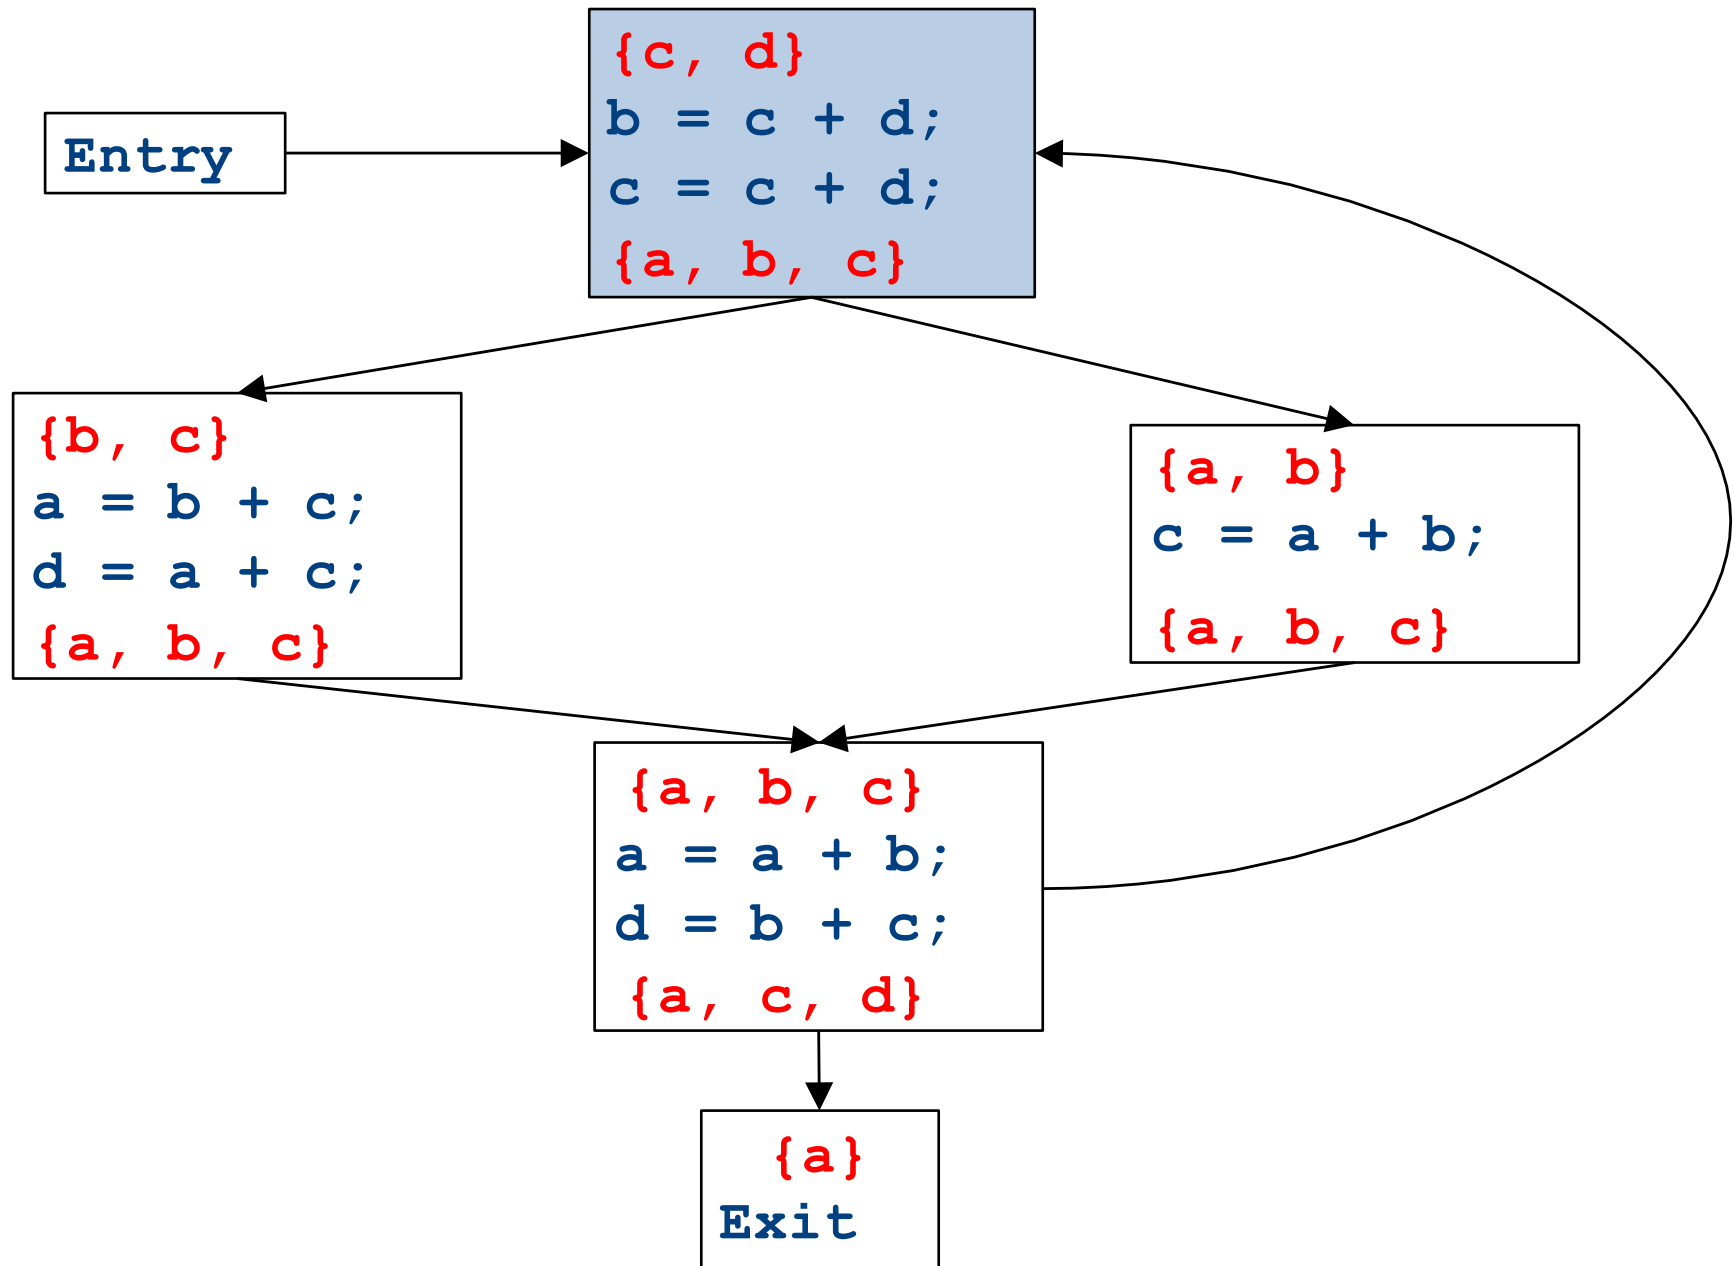 {c, d}
b = c + d;
c = c + d;
{a, b, c}
Entry
{b, c}
a = b + c;
d = a + c;
{a, b, c}
{a, b}
c = a + b;
{a, b, c}
{a, b, c}
a = a + b;
d = b + c;
{a, c, d}
{a}
Exit